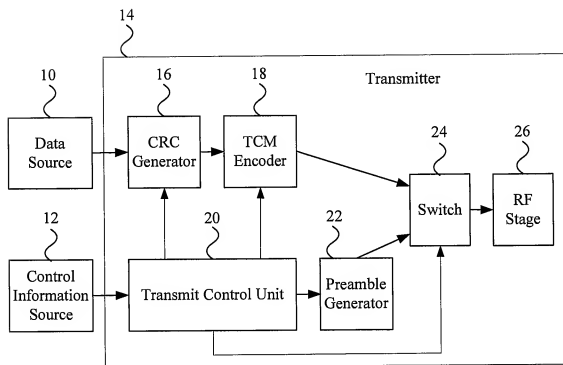 14
10
16
18
Transmitter
Data
Source
CRC
Generator
TCM
Encoder
24
26
Switch
RF
Stage
12
20
22
Control
Information
Source
Transmit Control Unit
Preamble
Generator